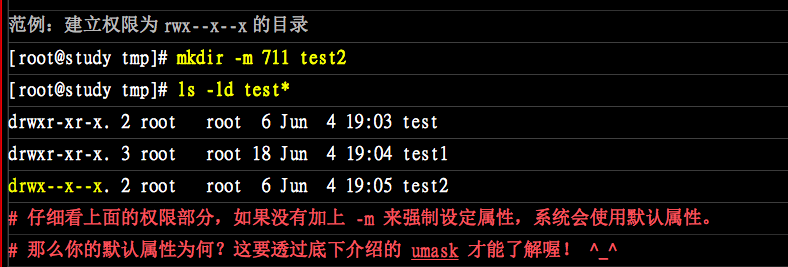 范例：建立权限为 rwx--x--x 的目录
[root@study tmp]# mkdir -m 711 test2
[root@study tmp]# ls -ld test*
drwxr-xr-x. 2 root   root  6 Jun  4 19:03 test
drwxr-xr-x. 3 root   root 18 Jun  4 19:04 test1
drwx--x--x. 2 root   root  6 Jun  4 19:05 test2
# 仔细看上面的权限部分，如果没有加上 -m 来强制设定属性，系统会使用默认属性。
# 那么你的默认属性为何？这要透过底下介绍的 umask 才能了解喔！ ^_^